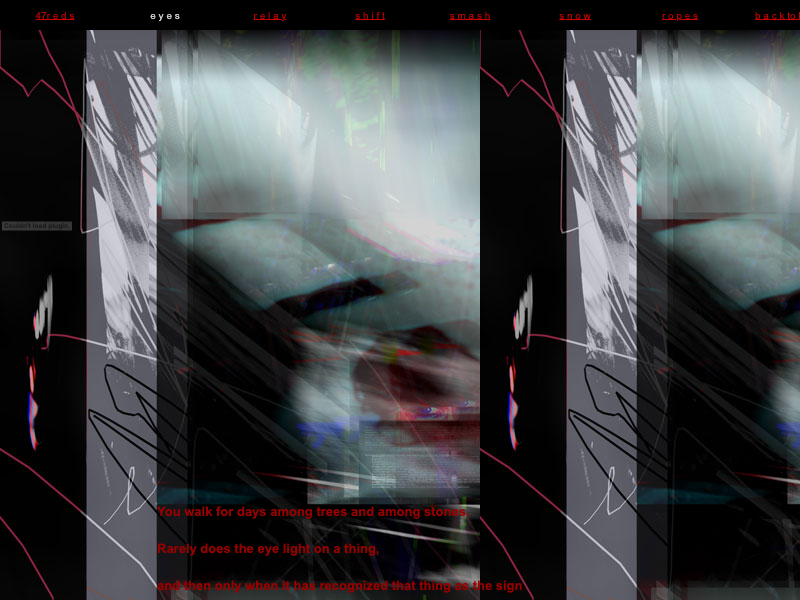 47reds eyes relay shift smash snow ropes
Couldn't load plugin.
You walk for days among trees and among stones
Rarely does the eye light on a thing,
and then only when it has recognized that thing as the sign